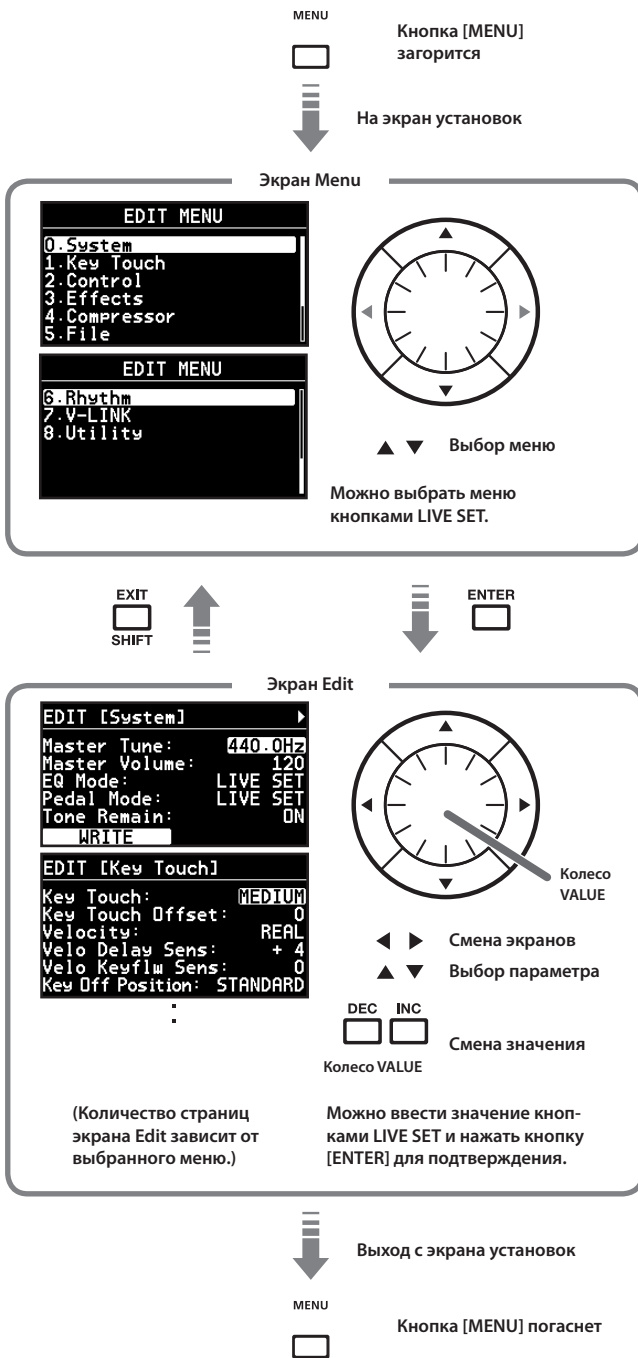 MENU
Кнопка [MENU]
загорится
На экран установок
Экран Menu
EDIT MENU
0.System
1.Key Touch
2.Control
3.Effects
4.Compressor
5.File
EDIT MENU
6.Rhythm
7.V-LINK
8.Utility
▲ ▼ Выбор меню
Можно выбрать меню
кнопками LIVE SET.
EXIT
SHIFT
ENTER
Экран Edit
EDIT [System]
Master Tune: 440.0Hz
Master Volume: 120
EQ Mode: LIVE SET
Pedal Mode: LIVE SET
Tone Remain: ON
WRITE
EDIT [Key Touch]
Key Touch: MEDIUM
Key Touch Offset: 0
Velocity: REAL
Velo Delay Sens: + 4
Velo Keyflw Sens: 0
Key Off Position: STANDARD
:
Колесо
VALUE
◀ ▶ Смена экранов
▲ ▼ Выбор параметра
DEC INC
Смена значения
Колесо VALUE
(Количество страниц
экрана Edit зависит от
выбранного меню.)
Можно ввести значение кноп-
ками LIVE SET и нажать кнопку
[ENTER] для подтверждения.
Выход с экрана установок
MENU
Кнопка [MENU] погаснет